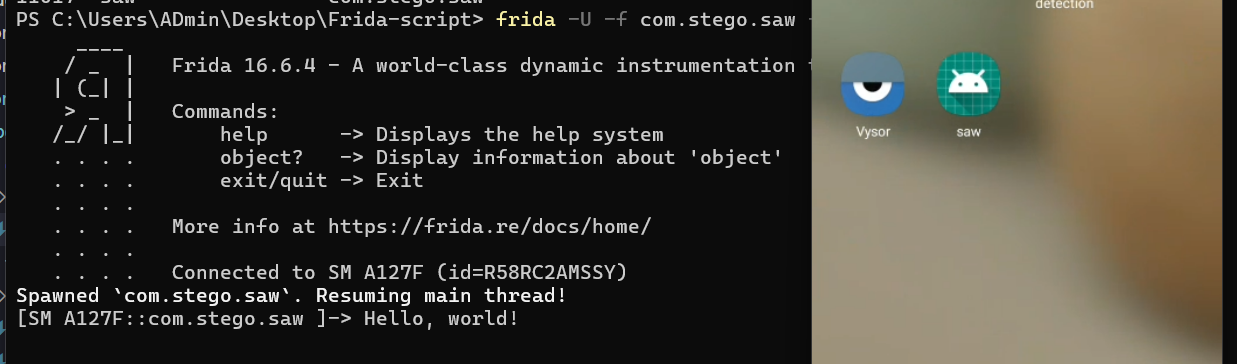 PS C:\Users\ADmin\Desktop\Frida-script> frida -U -f com.stego.saw
detection
     ____
    / _  |   Frida 16.6.4 - A world-class dynamic instrumentation
   | (_| |
    > _  |   Commands:
   /_/ |_|       help      -> Displays the help system
   . . . .       object?   -> Display information about 'object'
   . . . .       exit/quit -> Exit
   . . . .
   . . . .   More info at https://frida.re/docs/home/
   . . . .
   . . . .   Connected to SM A127F (id=R58RC2AMSSY)
Spawned `com.stego.saw`. Resuming main thread!
[SM A127F::com.stego.saw ]-> Hello, world!
Vysor
saw